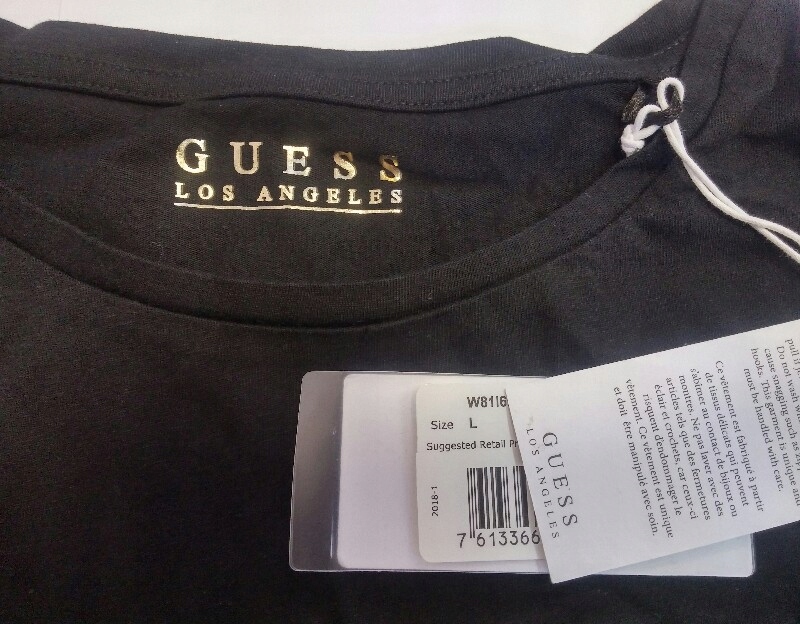 GUESS
LOS ANGELES
W81I6
Size L
Suggested Retail Pr
2018-1
7 613366
GUESS
LOS ANGELES
Ce vêtement est fabriqué à partir
de tissus délicats qui peuvent
s'abîmer au contact de bijoux ou
montres. Ne pas laver avec des
articles tels que des fermetures
éclair et crochets, car ceux-ci
risquent d'endommager le
vêtement. Ce vêtement est unique
et doit être manipulé avec soin.
pull if
Do not wash
cause snagging such as
hooks. This garment is unique and
must be handled with care.